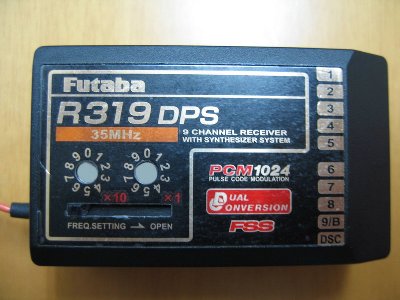 Futaba
R319 DPS
35MHz
9 CHANNEL RECEIVER
WITH SYNTHESIZER SYSTEM
0 1 2 3 4 5 6 7 8 9
0 1 2 3 4 5 6 7 8 9
×10 ×1
FREQ.SETTING → OPEN
PCM1024
PULSE CODE MODULATION
DUAL
CONVERSION
FSS
1
2
3
4
5
6
7
8
9/B
DSC